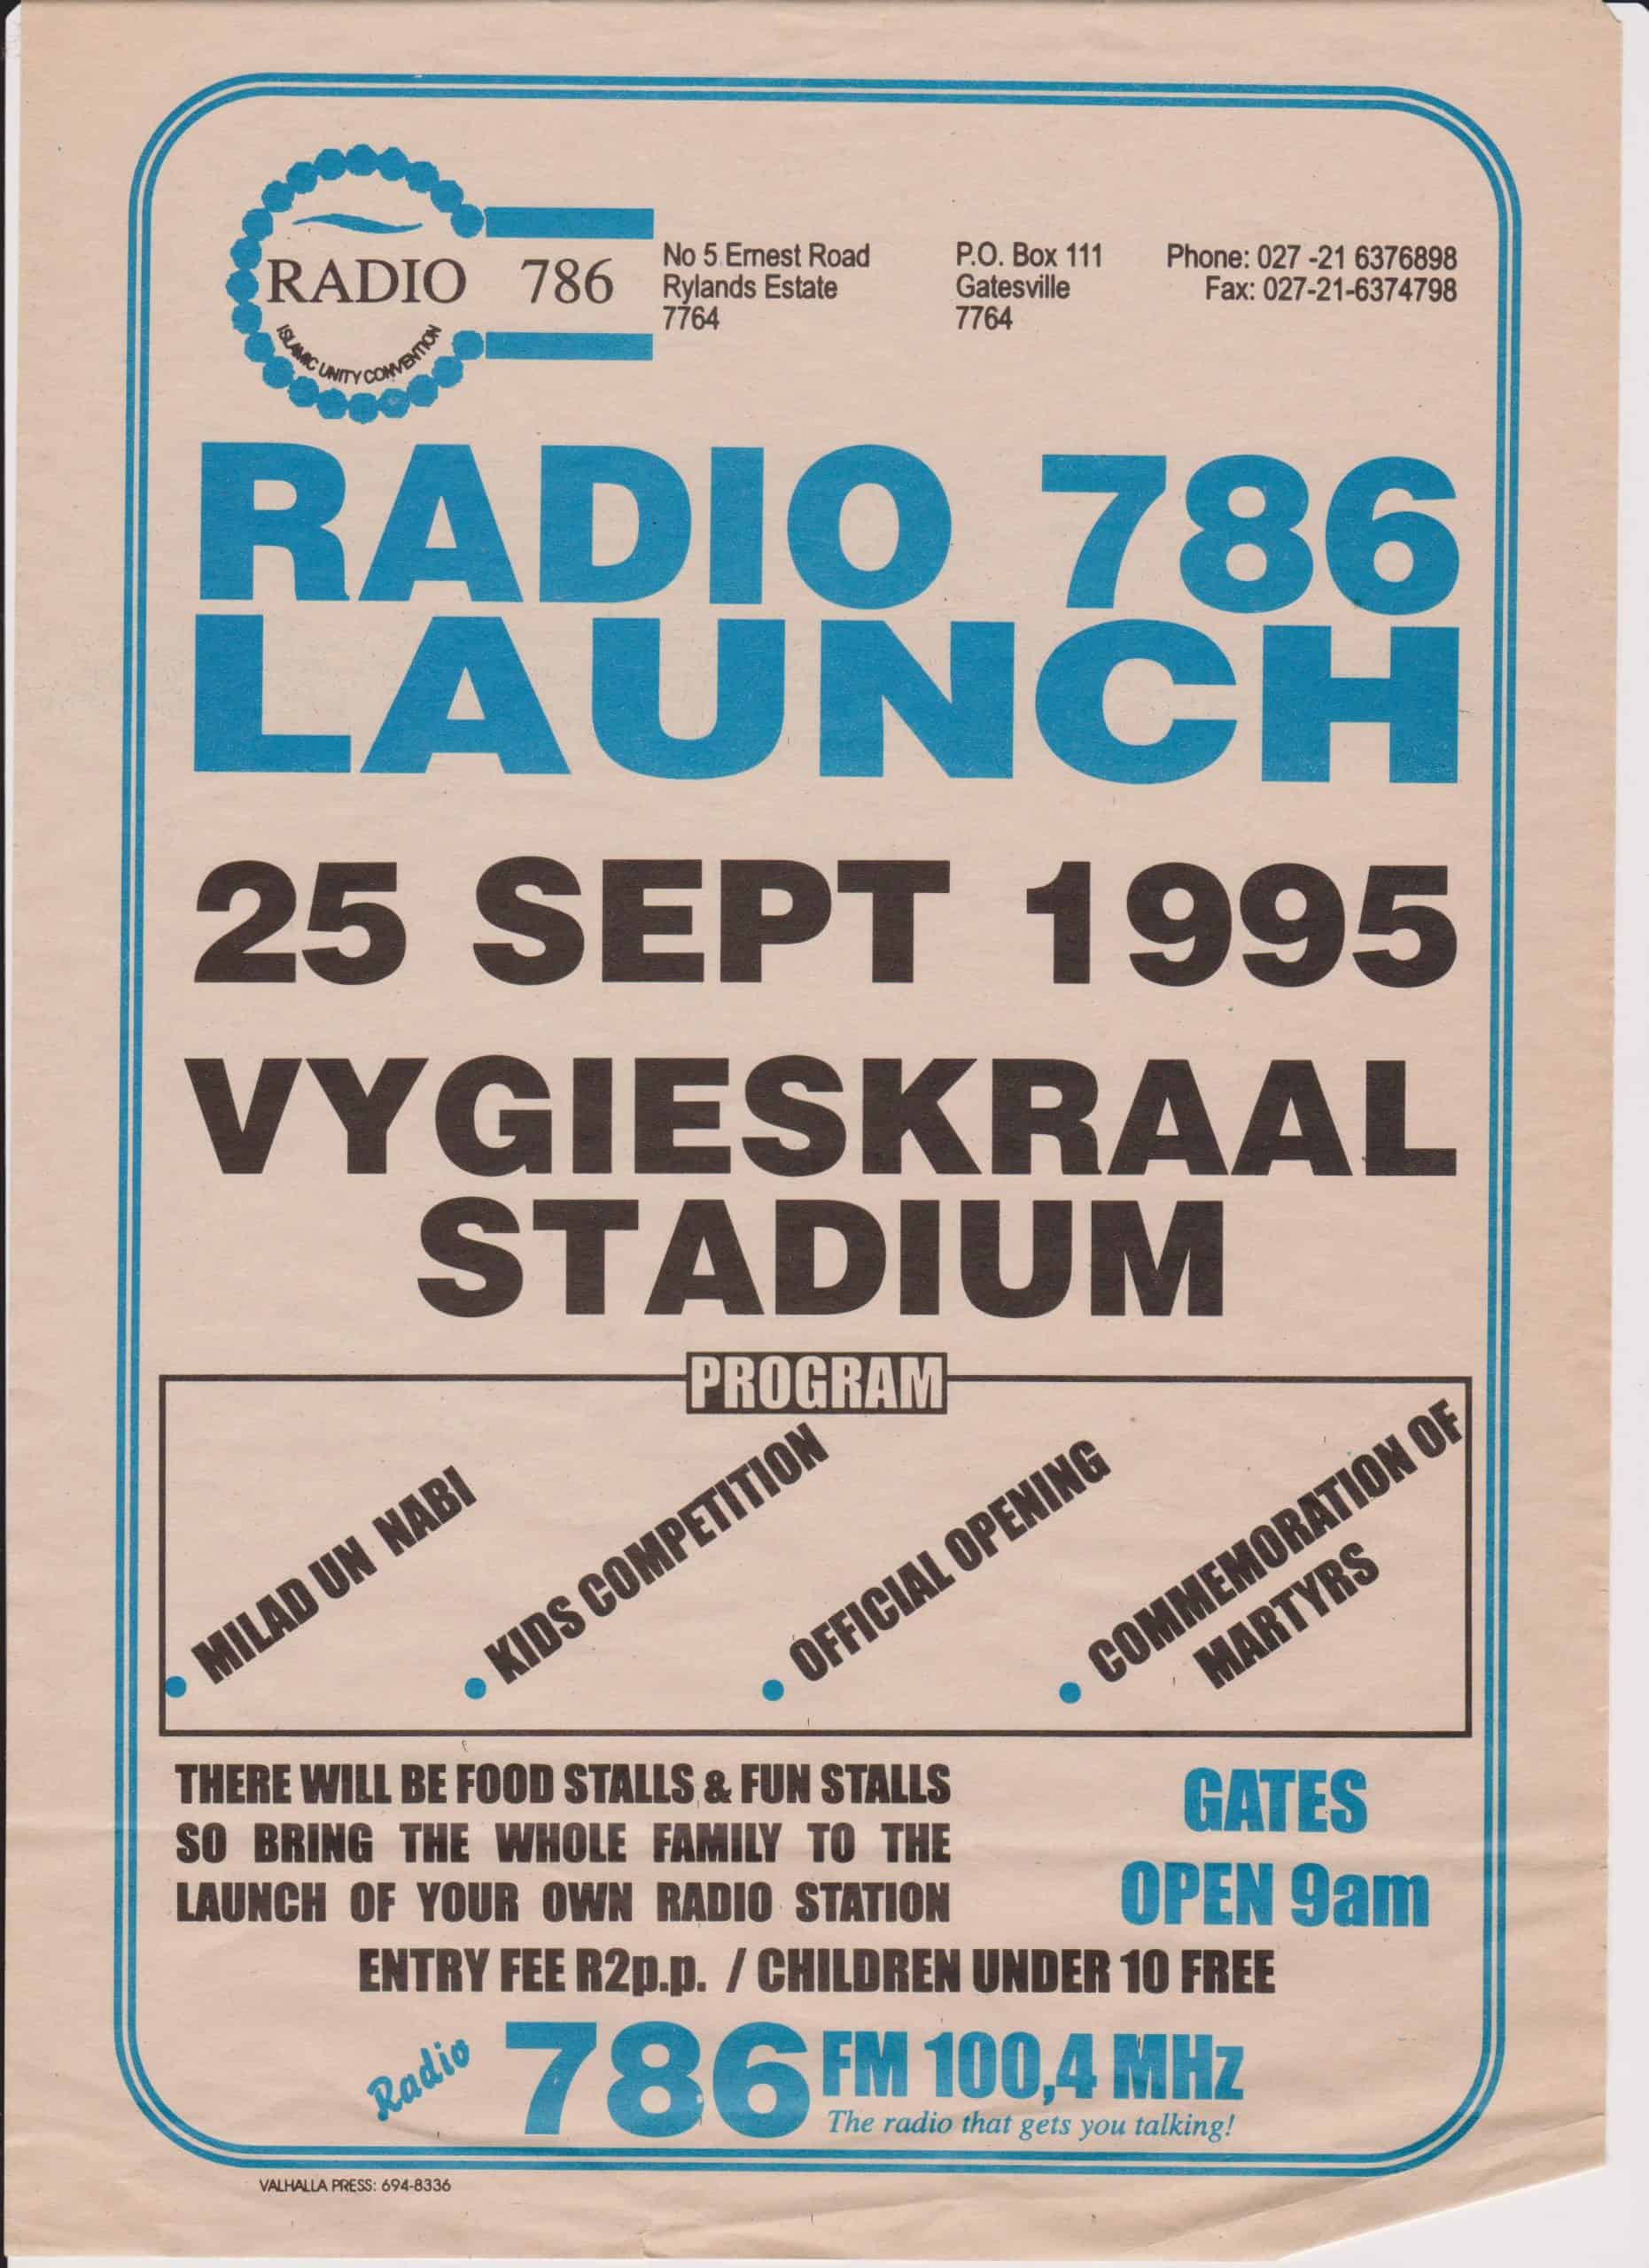 RADIO 786
ISLAMIC UNITY CONVENTION
No 5 Ernest Road
Rylands Estate
7764
P.O. Box 111
Gatesville
7764
Phone: 027 -21 6376898
Fax: 027-21-6374798
RADIO 786
LAUNCH
25 SEPT 1995
VYGIESKRAAL
STADIUM
PROGRAM
• MILAD UN NABI
• KIDS COMPETITION
• OFFICIAL OPENING
• COMMEMORATION OF
MARTYRS
THERE WILL BE FOOD STALLS & FUN STALLS
SO BRING THE WHOLE FAMILY TO THE
LAUNCH OF YOUR OWN RADIO STATION
GATES
OPEN 9am
ENTRY FEE R2p.p. / CHILDREN UNDER 10 FREE
Radio 786 FM 100,4 MHz
The radio that gets you talking!
VALHALLA PRESS: 694-8336